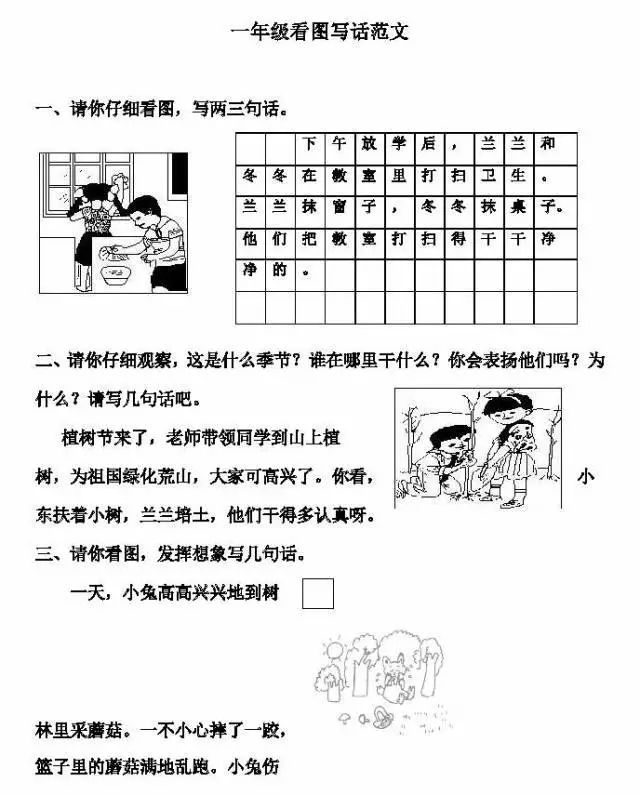 一年级看图写话范文
一、请你仔细看图，写两三句话。
下午放学后，兰兰和
冬冬在教室里打扫卫生。
兰兰抹窗子，冬冬抹桌子。
他们把教室打扫得干干净
净的。
二、请你仔细观察，这是什么季节？谁在哪里干什么？你会表扬他们吗？为
什么？请写几句话吧。
植树节来了，老师带领同学到山上植
树，为祖国绿化荒山，大家可高兴了。你看，小
东扶着小树，兰兰培土，他们干得多认真呀。
三、请你看图，发挥想象写几句话。
一天，小兔高高兴兴地到树
林里采蘑菇。一不小心摔了一跤，
篮子里的蘑菇满地乱跑。小兔伤